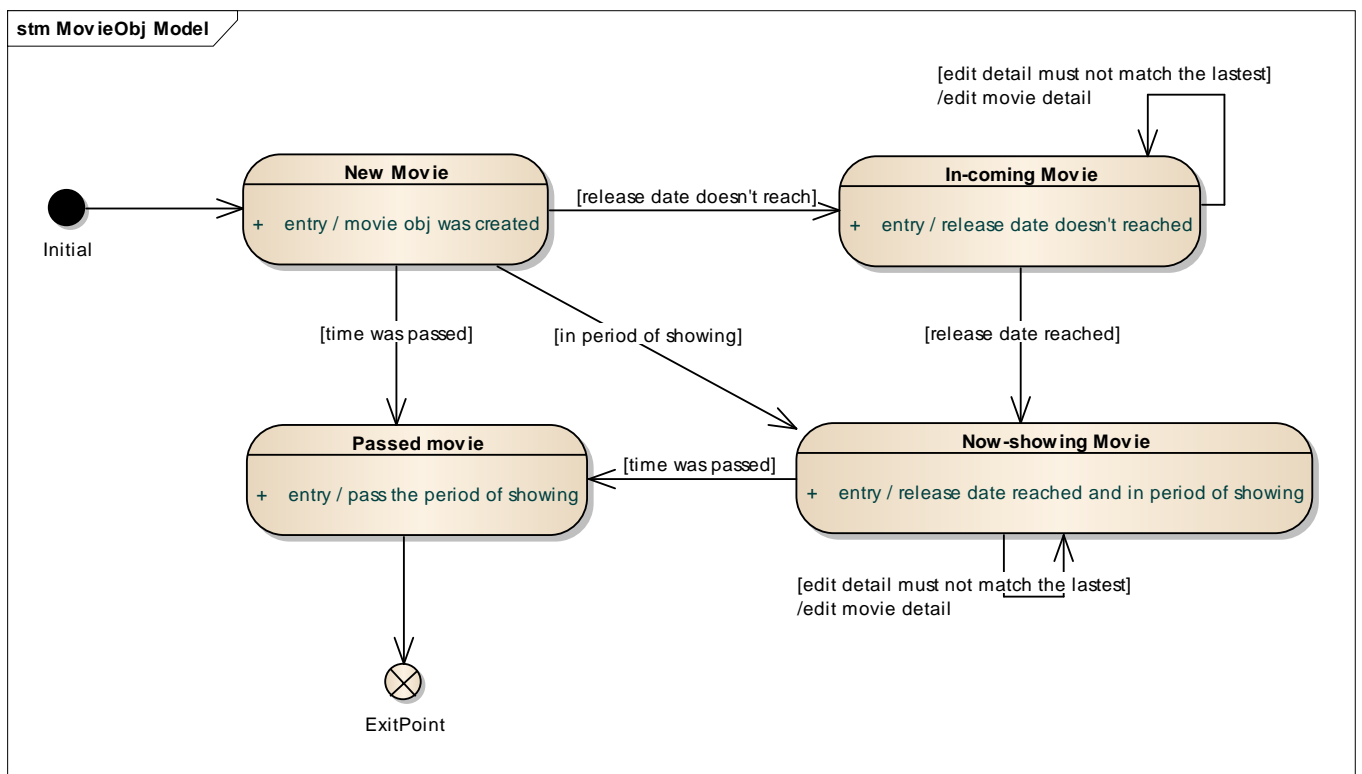 stm MovieObj Model
[edit detail must not match the lastest]
/edit movie detail
New Movie
+ entry / movie obj was created
[release date doesn't reach]
In-coming Movie
+ entry / release date doesn't reached
Initial
[time was passed]
[in period of showing]
[release date reached]
Passed movie
+ entry / pass the period of showing
[time was passed]
Now-showing Movie
+ entry / release date reached and in period of showing
[edit detail must not match the lastest]
/edit movie detail
ExitPoint